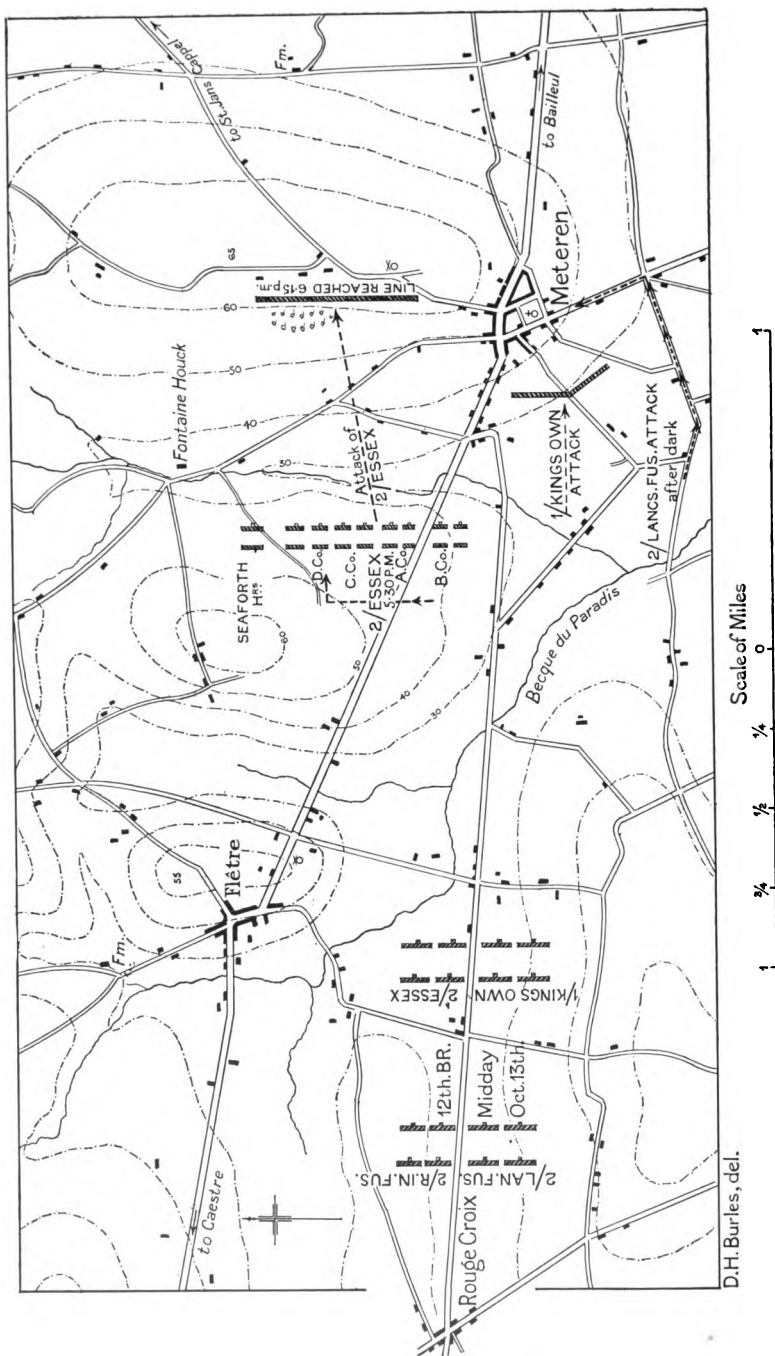 to Caestre
Fm.
Flêtre
55
to St. Jans Cappel
Fm.
Fontaine Houck
65
60
50
40
30
LINE REACHED 6·15 p.m.
Attack of
2/ESSEX
SEAFORTH
HRS
60
50
40
30
D.Co.
C.Co.
2/ESSEX
5·30 P.M.
A.Co.
B.Co.
to Bailleul
Meteren
1/KINGS OWN
ATTACK
2/LANCS. FUS. ATTACK
after dark
Becque du Paradis
2/ESSEX
1/KINGS OWN
12th. BR.
Midday
Oct. 13th.
2/R. IN. FUS.
2/LAN. FUS.
Rouge Croix
D.H. Burles, del.
Scale of Miles
1 ¾ ½ ¼ 0 1